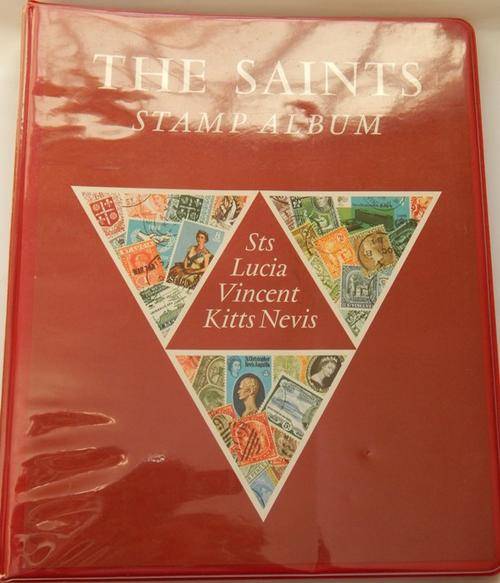 THE SAINTS
STAMP ALBUM
Sts
Lucia
Vincent
Kitts Nevis